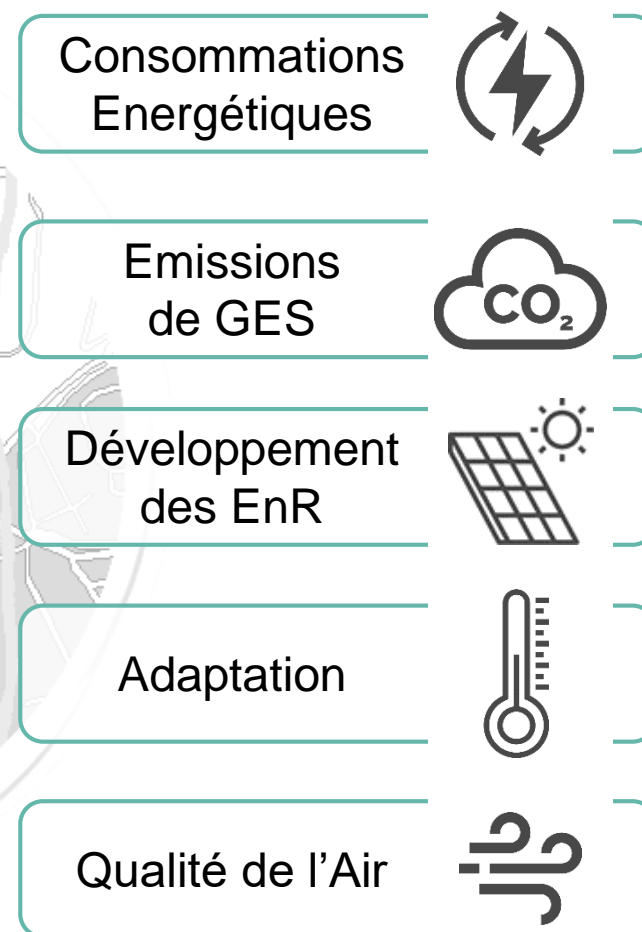 Consommations
Energétiques
Emissions
de GES
CO₂
Développement
des EnR
Adaptation
Qualité de l’Air